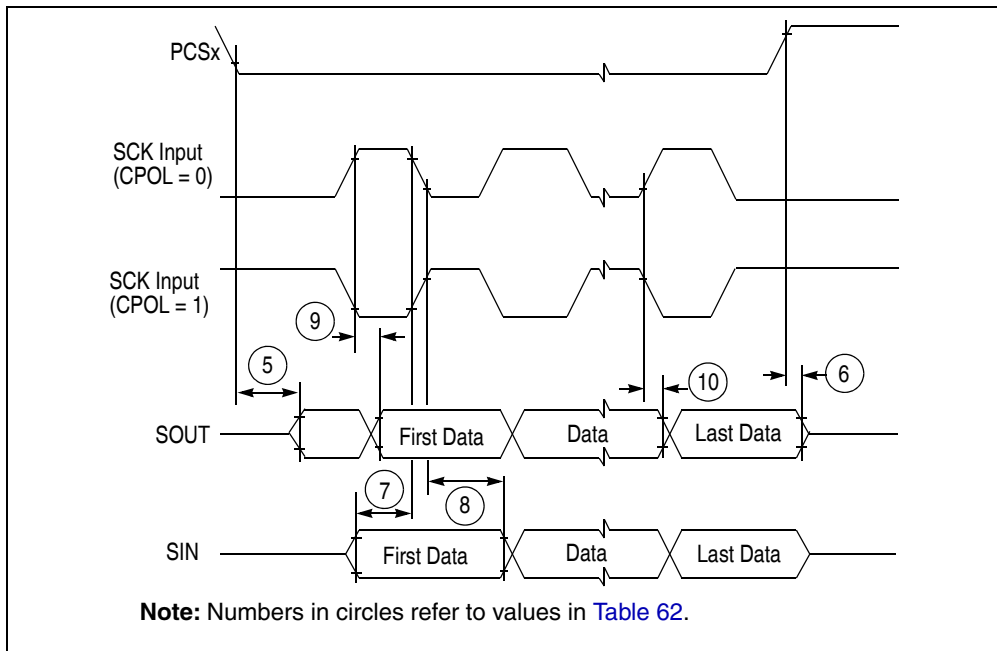 PCSx
SCK Input
(CPOL = 0)
SCK Input
(CPOL = 1)
9
5
10
6
SOUT
First Data
Data
Last Data
7
8
SIN
First Data
Data
Last Data
Note: Numbers in circles refer to values in Table 62.